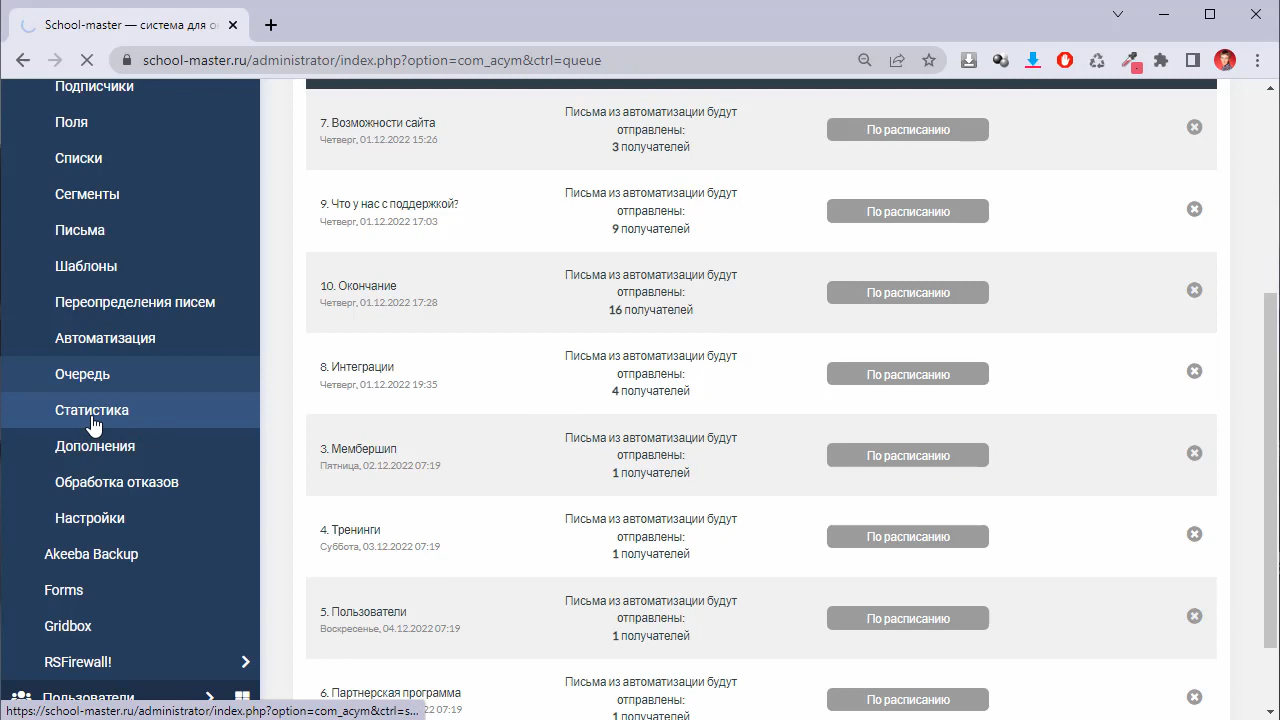 School-master — система для о
school-master.ru/administrator/index.php?option=com_acym&ctrl=queue
Подписчики
Поля
Списки
Сегменты
Письма
Шаблоны
Переопределения писем
Автоматизация
Очередь
Статистика
Дополнения
Обработка отказов
Настройки
Akeeba Backup
Forms
Gridbox
RSFirewall!
Пользователи
https://school-master.ru/administrator/index.php?option=com_acym&ctrl=s...
7. Возможности сайта
Четверг, 01.12.2022 15:26
Письма из автоматизации будут
отправлены:
3 получателей
По расписанию
9. Что у нас с поддержкой?
Четверг, 01.12.2022 17:03
Письма из автоматизации будут
отправлены:
9 получателей
По расписанию
10. Окончание
Четверг, 01.12.2022 17:28
Письма из автоматизации будут
отправлены:
16 получателей
По расписанию
8. Интеграции
Четверг, 01.12.2022 19:35
Письма из автоматизации будут
отправлены:
4 получателей
По расписанию
3. Мембершип
Пятница, 02.12.2022 07:19
Письма из автоматизации будут
отправлены:
1 получателей
По расписанию
4. Тренинги
Суббота, 03.12.2022 07:19
Письма из автоматизации будут
отправлены:
1 получателей
По расписанию
5. Пользователи
Воскресенье, 04.12.2022 07:19
Письма из автоматизации будут
отправлены:
1 получателей
По расписанию
6. Партнерская программа
07:19
Письма из автоматизации будут
отправлены:
1 получателей
По расписанию